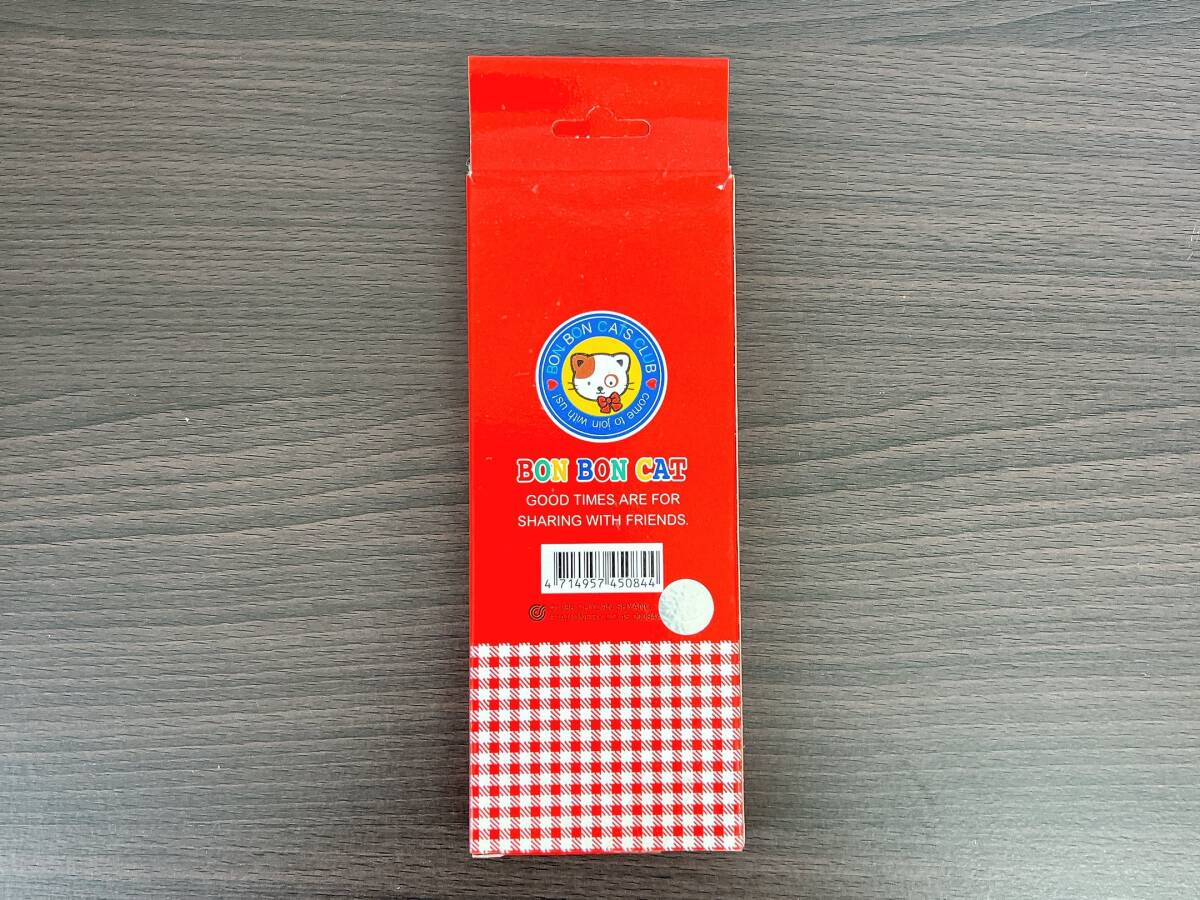 BON BON CATS CLUB
come to join with us!
BON BON CAT
GOOD TIMES ARE FOR
SHARING WITH FRIENDS.
4 714957 450844